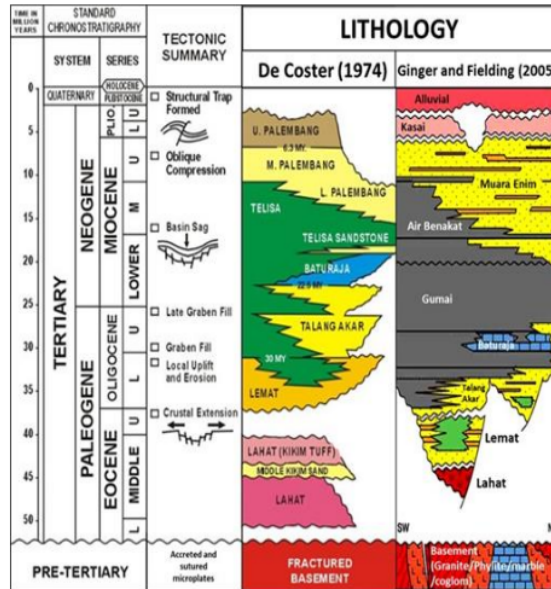 TIME IN
MILLION
YEARS
STANDARD
CHRONOSTRATIGRAPHY
SYSTEM
SERIES
TECTONIC
SUMMARY
LITHOLOGY
De Coster (1974)
Ginger and Fielding (2005)
0
5
10
15
20
25
30
35
40
45
50
QUATERNARY
HOLOCENE
PLEISTOCENE
TERTIARY
NEOGENE
PALEOGENE
PLIO.
MIOCENE
OLIGOCENE
EOCENE
U
L
U
M
LOWER
U
L
U
MIDDLE
L
PRE-TERTIARY
Structural Trap
Formed
Oblique
Compression
Basin Sag
Late Graben Fill
Graben Fill
Local Uplift
and Erosion
Crustal Extension
Accreted
and
sutured
microplates
U. PALEMBANG
M. PALEMBANG
L. PALEMBANG
TELISA
TELISA SANDSTONE
BATURAJA
TALANG AKAR
30 MY
LEMAT
LAHAT (KIKIM TUFF)
MIDDLE KIKIM SAND
LAHAT
FRACTURED
BASEMENT
Alluvial
Kasai
Muara Enim
Air Benakat
Gumai
Baturaja
Talang
Akar
Lemat
Lahat
SW
Basement
(Granite/Phylite/marble
/coglom)